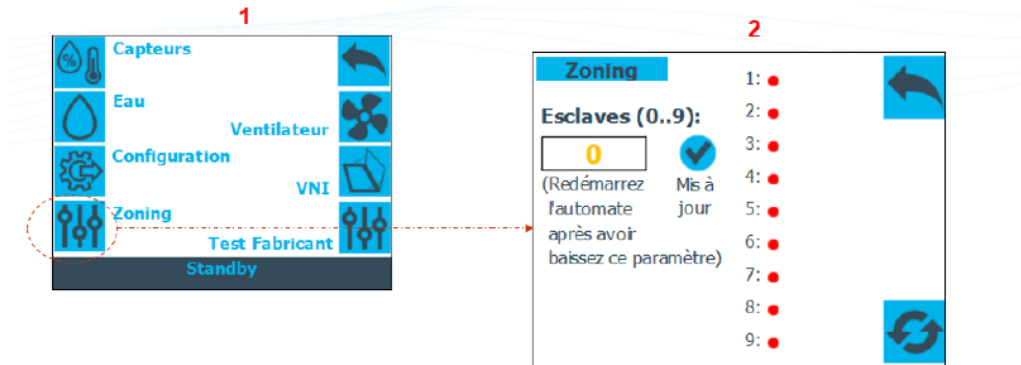 1
Capteurs
%
Eau
Ventilateur
Configuration
VNI
Zoning
Test Fabricant
Standby
2
Zoning
Esclaves (0..9):
0
(Redémarrez
l'automate
après avoir
baissez ce paramètre)
Mis à
jour
1:
2:
3:
4:
5:
6:
7:
8:
9: